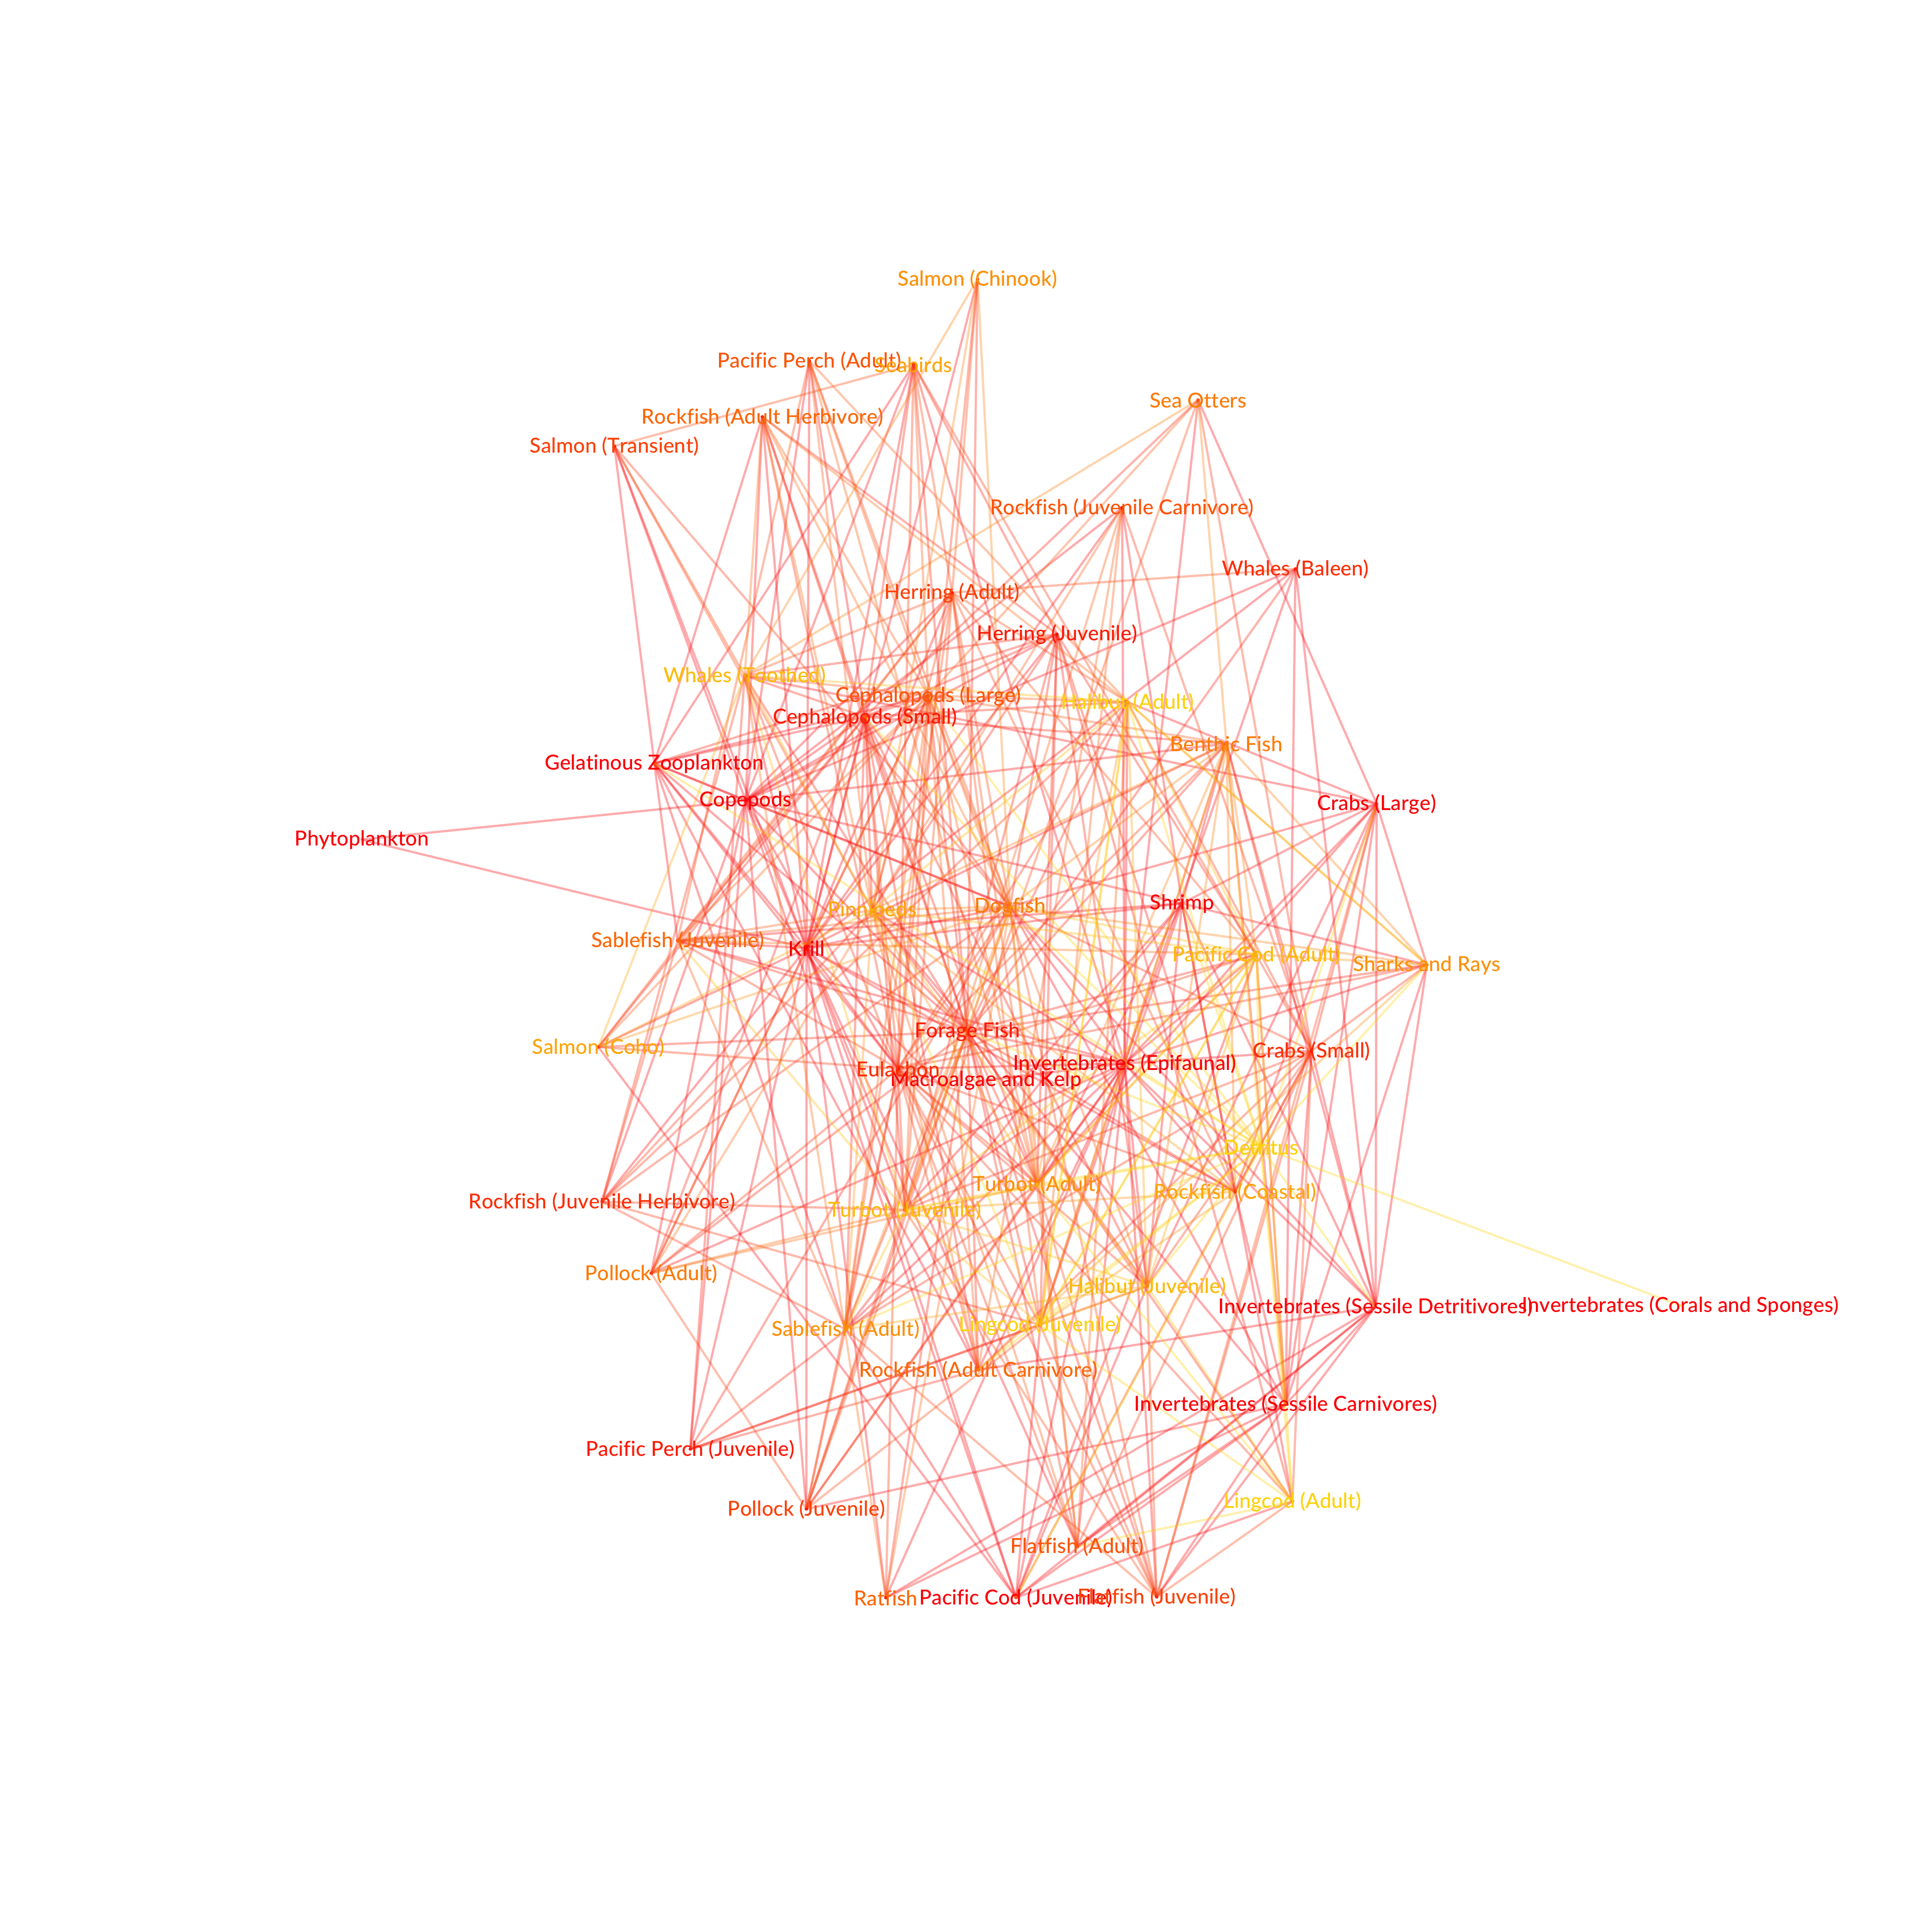 Salmon (Chinook)
Pacific Perch (Adult)
Seabirds
Sea Otters
Rockfish (Adult Herbivore)
Salmon (Transient)
Rockfish (Juvenile Carnivore)
Whales (Baleen)
Herring (Adult)
Herring (Juvenile)
Whales (Toothed)
Cephalopods (Large)
Halibut (Adult)
Cephalopods (Small)
Benthic Fish
Gelatinous Zooplankton
Copepods
Crabs (Large)
Phytoplankton
Shrimp
Pinnipeds
Dogfish
Sablefish (Juvenile)
Krill
Pacific Cod (Adult)
Sharks and Rays
Forage Fish
Salmon (Coho)
Crabs (Small)
Invertebrates (Epifaunal)
Eulachon
Macroalgae and Kelp
Detritus
Turbot (Adult)
Rockfish (Coastal)
Rockfish (Juvenile Herbivore)
Turbot (Juvenile)
Pollock (Adult)
Halibut (Juvenile)
Invertebrates (Sessile Detritivores)
Invertebrates (Corals and Sponges)
Lingcod (Juvenile)
Sablefish (Adult)
Rockfish (Adult Carnivore)
Invertebrates (Sessile Carnivores)
Pacific Perch (Juvenile)
Lingcod (Adult)
Pollock (Juvenile)
Flatfish (Adult)
Ratfish
Pacific Cod (Juvenile)
Flatfish (Juvenile)